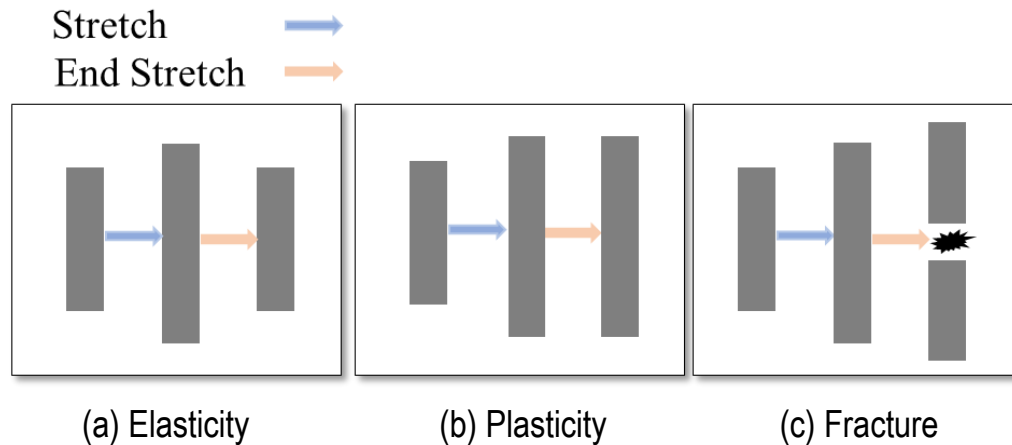 Stretch
End Stretch
(a) Elasticity
(b) Plasticity
(c) Fracture